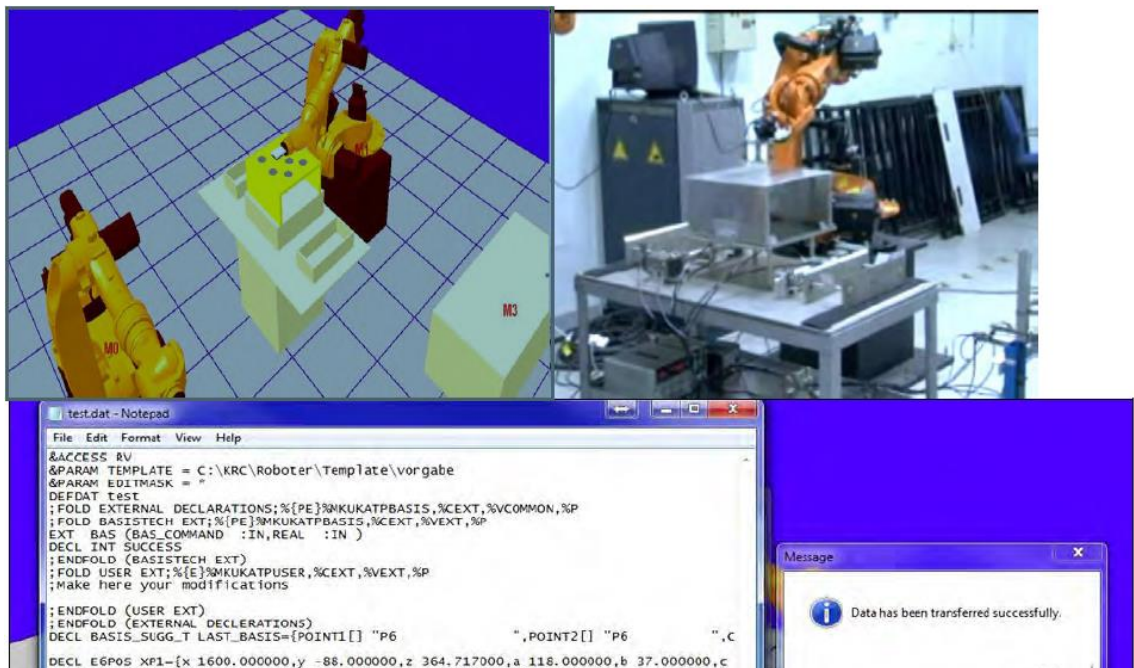 M1
M3
M0
test.dat - Notepad
File Edit Format View Help
&ACCESS RV
&PARAM TEMPLATE = C:\KRC\Roboter\Template\vorgabe
&PARAM EDITMASK = *
DEFDAT test
;FOLD EXTERNAL DECLARATIONS;%{PE}%MKUKATPBASIS,%CEXT,%VCOMMON,%P
;FOLD BASISTECH EXT;%{PE}%MKUKATPBASIS,%CEXT,%VEXT,%P
EXT BAS (BAS_COMMAND :IN,REAL :IN )
DECL INT SUCCESS
;ENDFOLD (BASISTECH EXT)
;FOLD USER EXT;%{E}%MKUKATPUSER,%CEXT,%VEXT,%P
;Make here your modifications
;ENDFOLD (USER EXT)
;ENDFOLD (EXTERNAL DECLERATIONS)
DECL BASIS_SUGG_T LAST_BASIS={POINT1[] "P6 ",POINT2[] "P6 ",C
DECL E6POS XP1={x 1600.000000,y -88.000000,z 364.717000,a 118.000000,b 37.000000,c
Message
Data has been transferred successfully.